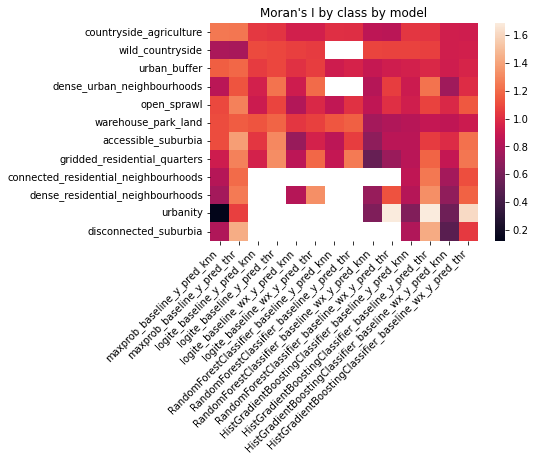 Moran's I by class by model
countryside_agriculture
wild_countryside
urban_buffer
dense_urban_neighbourhoods
open_sprawl
warehouse_park_land
accessible_suburbia
gridded_residential_quarters
connected_residential_neighbourhoods
dense_residential_neighbourhoods
urbanity
disconnected_suburbia
1.6
1.4
1.2
1.0
0.8
0.6
0.4
0.2
maxprob_baseline_y_pred_knn
maxprob_baseline_y_pred_thr
logite_baseline_y_pred_knn
logite_baseline_y_pred_thr
logite_baseline_wx_y_pred_knn
logite_baseline_wx_y_pred_thr
RandomForestClassifier_baseline_y_pred_knn
RandomForestClassifier_baseline_y_pred_thr
RandomForestClassifier_baseline_wx_y_pred_knn
RandomForestClassifier_baseline_wx_y_pred_thr
HistGradientBoostingClassifier_baseline_y_pred_knn
HistGradientBoostingClassifier_baseline_y_pred_thr
HistGradientBoostingClassifier_baseline_wx_y_pred_knn
HistGradientBoostingClassifier_baseline_wx_y_pred_thr